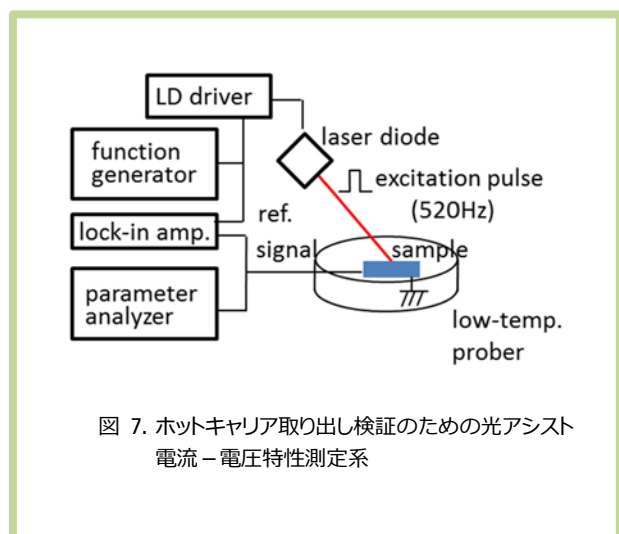 LD driver
laser diode
function
generator
excitation pulse
(520Hz)
ref.
lock-in amp.
signal
sample
parameter
analyzer
low-temp.
prober
図 7. ホットキャリア取り出し検証のための光アシスト
電流－電圧特性測定系